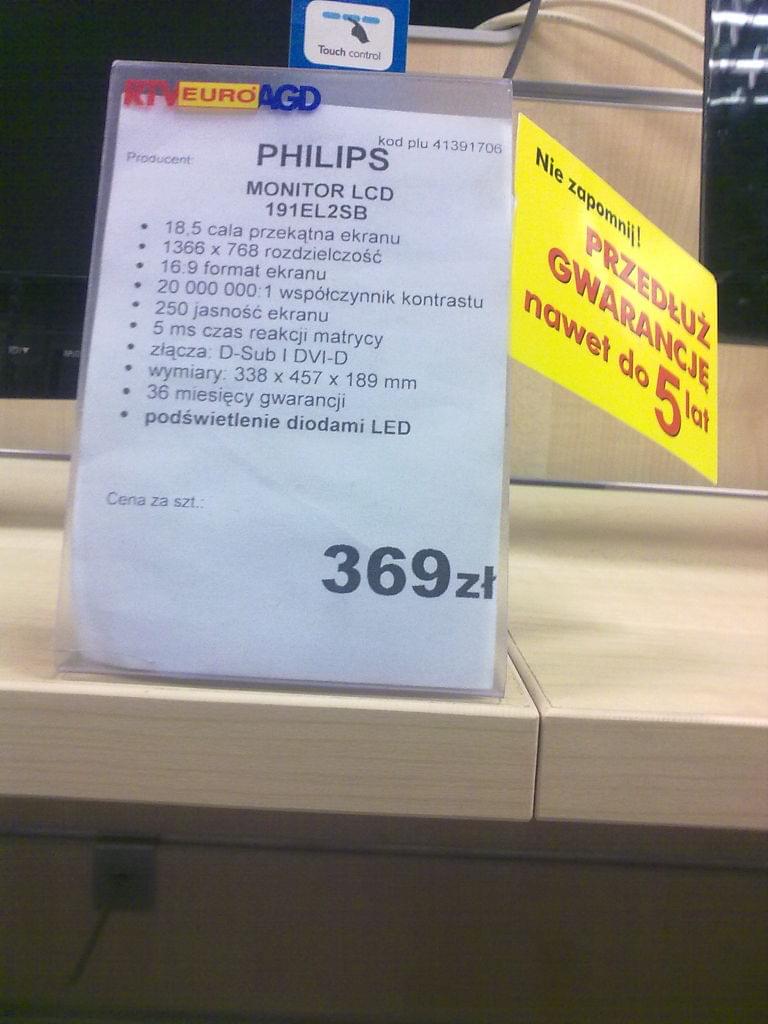 Touch control
RTV EURO AGD
kod plu 41391706
Producent: PHILIPS
MONITOR LCD
191EL2SB
• 18,5 cala przekątna ekranu
• 1366 x 768 rozdzielczość
• 16:9 format ekranu
• 20 000 000:1 współczynnik kontrastu
• 250 jasność ekranu
• 5 ms czas reakcji matrycy
• złącza: D-Sub I DVI-D
• wymiary: 338 x 457 x 189 mm
• 36 miesięcy gwarancji
• podświetlenie diodami LED
Cena za szt.:
369zł
Nie zapomnij!
PRZEDŁUŻ
GWARANCJĘ
nawet do 5 lat